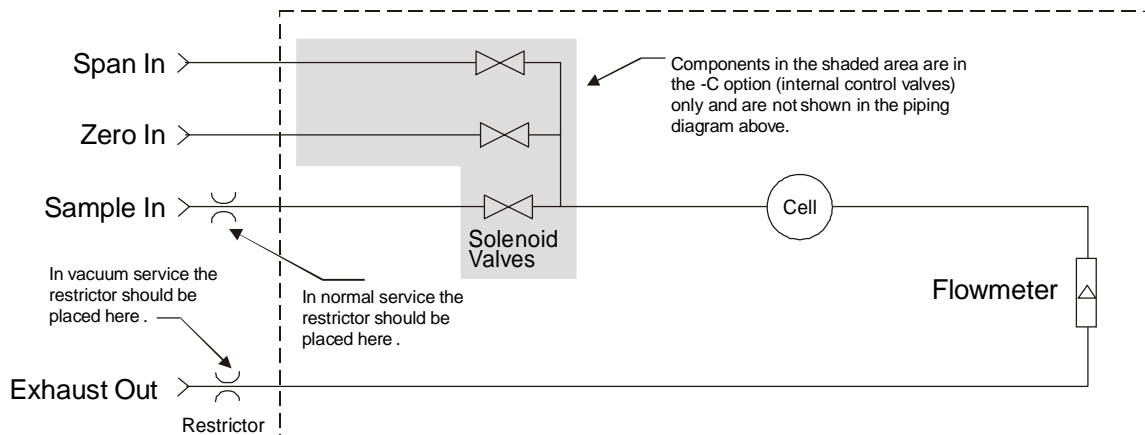 Span In
Components in the shaded area are in
the -C option (internal control valves)
only and are not shown in the piping
diagram above.
Zero In
Sample In
Cell
Solenoid
Valves
In vacuum service the
restrictor should be
placed here .
In normal service the
restrictor should be
placed here .
Flowmeter
Exhaust Out
Restrictor